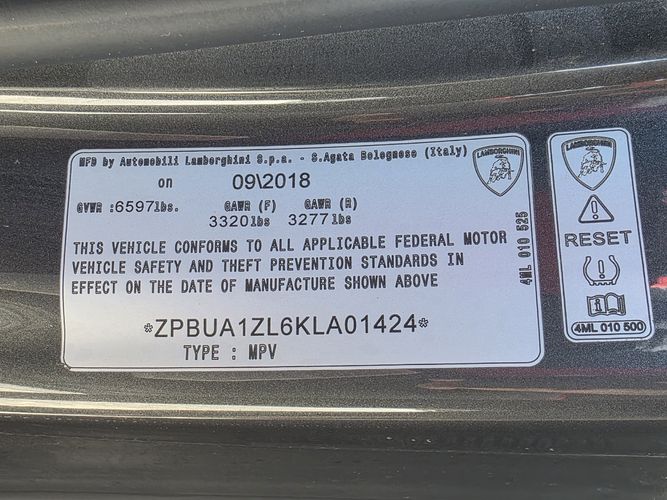 MFD by Automobili Lamborghini S.p.a. - S.Agata Bolognese (Italy)
on 09\2018
GVWR :6597lbs. GAWR (F) GAWR (R)
3320lbs 3277lbs
THIS VEHICLE CONFORMS TO ALL APPLICABLE FEDERAL MOTOR
VEHICLE SAFETY AND THEFT PREVENTION STANDARDS IN
EFFECT ON THE DATE OF MANUFACTURE SHOWN ABOVE
*ZPBUA1ZL6KLA01424*
TYPE : MPV
LAMBORGHINI
4ML 010 525
LAMBORGHINI
RESET
4ML 010 500